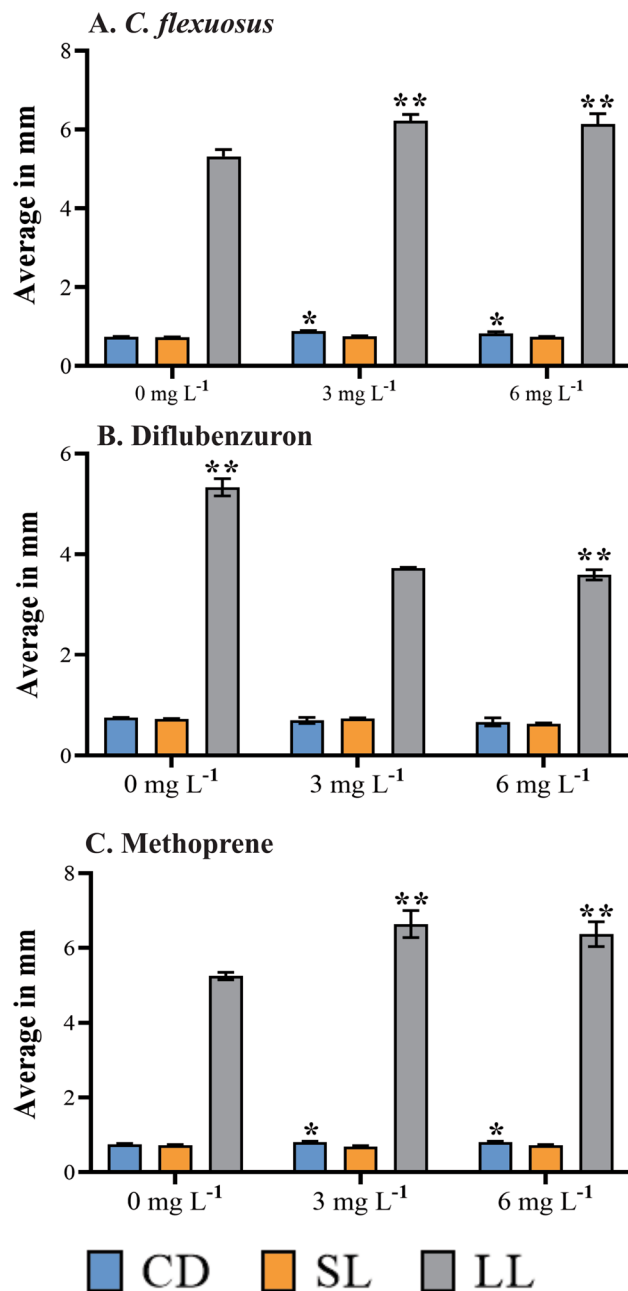 A. C. flexuosus
8
6
4
2
0
Average in mm
**
**
*
*
0 mg L⁻¹ 3 mg L⁻¹ 6 mg L⁻¹
B. Diflubenzuron
6
4
2
0
Average in mm
**
**
0 mg L⁻¹ 3 mg L⁻¹ 6 mg L⁻¹
C. Methoprene
8
6
4
2
0
Average in mm
**
**
*
*
0 mg L⁻¹ 3 mg L⁻¹ 6 mg L⁻¹
CD SL LL